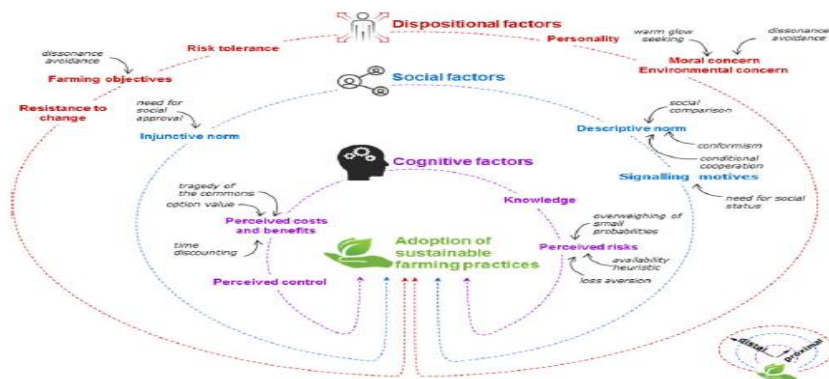 Dispositional factors
Risk tolerance
Personality
warm glow
seeking
dissonance
avoidance
dissonance
avoidance
Farming objectives
Moral concern
Environmental concern
Resistance to
change
Social factors
need for
social
approval
Injunctive norm
social
comparison
Descriptive norm
conformism
conditional
cooperation
Signalling motives
need for social
status
Cognitive factors
tragedy of
the commons
option value
Perceived costs
and benefits
time
discounting
Perceived control
Knowledge
overweighing of
small
probabilities
Perceived risks
availability
heuristic
loss aversion
Adoption of
sustainable
farming practices
distal
proximal